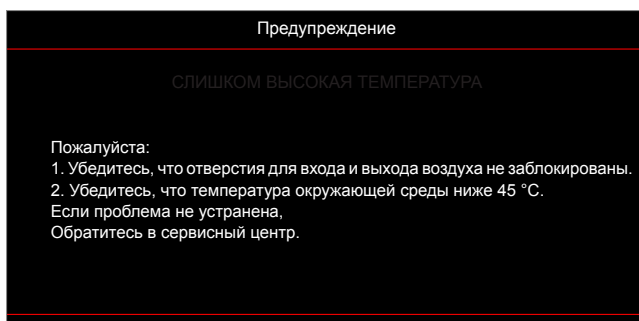 Предупреждение
СЛИШКОМ ВЫСОКАЯ ТЕМПЕРАТУРА
Пожалуйста:
1. Убедитесь, что отверстия для входа и выхода воздуха не заблокированы.
2. Убедитесь, что температура окружающей среды ниже 45 °C.
Если проблема не устранена,
Обратитесь в сервисный центр.